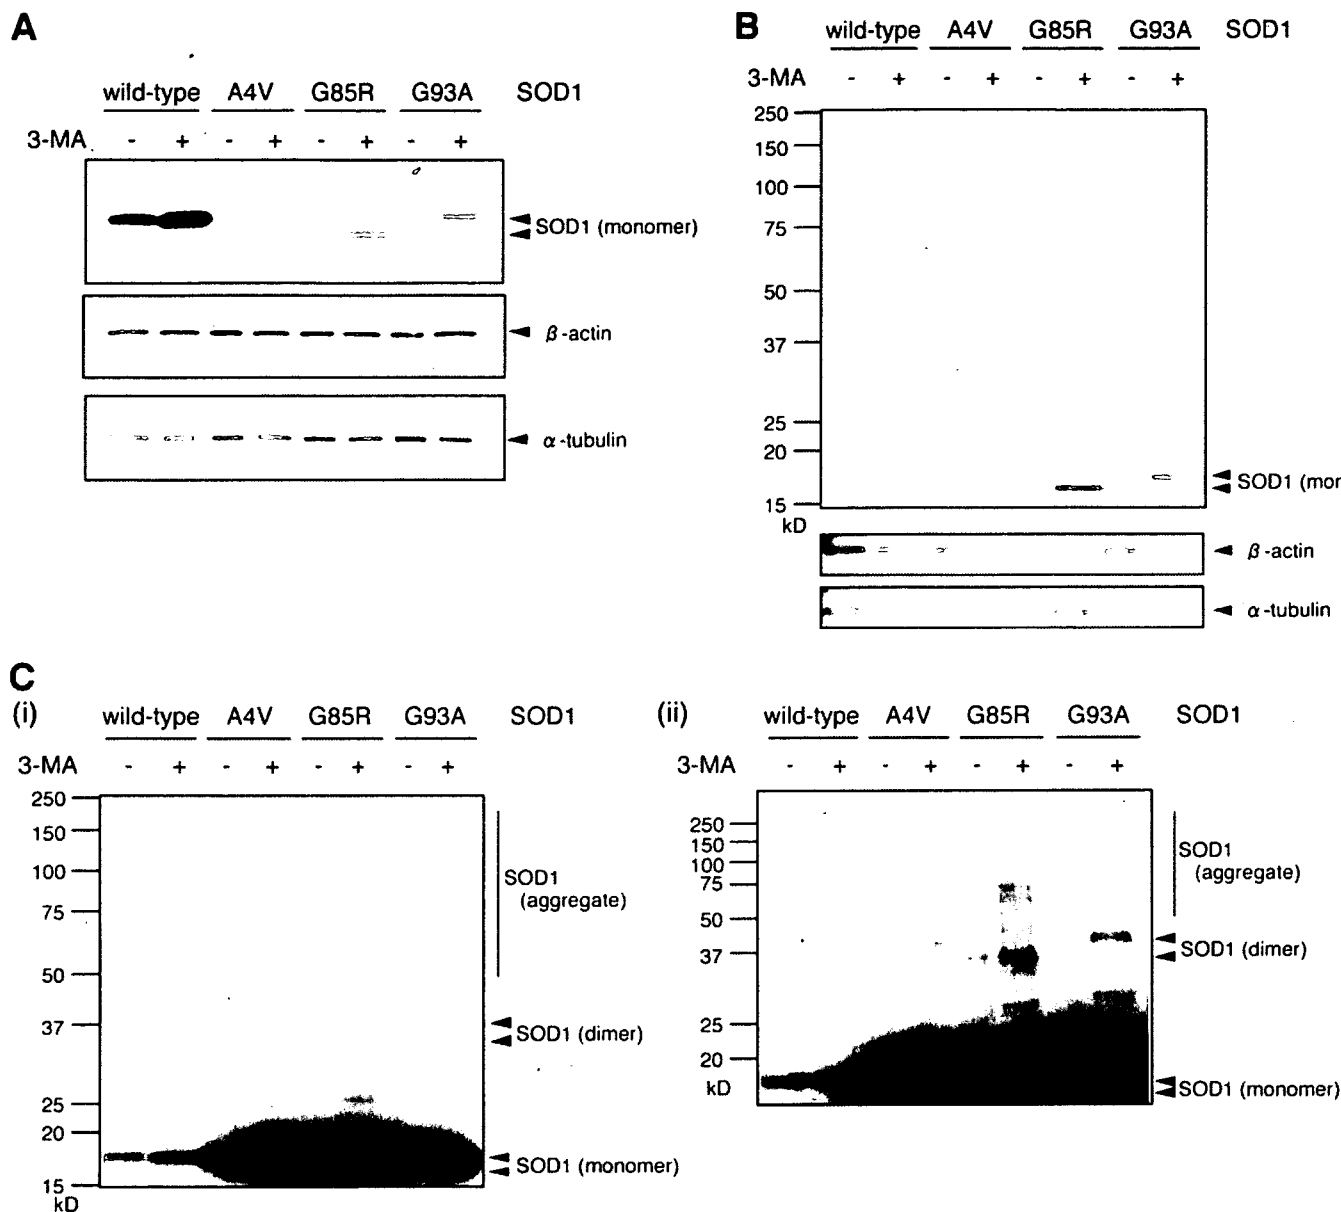 A
wild-type A4V G85R G93A SOD1
3-MA - + - + - + - +
SOD1 (monomer)
β-actin
α-tubulin
B
wild-type A4V G85R G93A SOD1
3-MA - + - + - + - +
250
150
100
75
50
37
25
20
15
kD
SOD1 (mor
β-actin
α-tubulin
C
(i)
wild-type A4V G85R G93A SOD1
3-MA - + - + - + - +
250
150
100
75
50
37
25
20
15
kD
SOD1
(aggregate)
SOD1 (dimer)
SOD1 (monomer)
(ii)
wild-type A4V G85R G93A SOD1
3-MA - + - + - + - +
250
150
100
75
50
37
25
20
kD
SOD1
(aggregate)
SOD1 (dimer)
SOD1 (monomer)